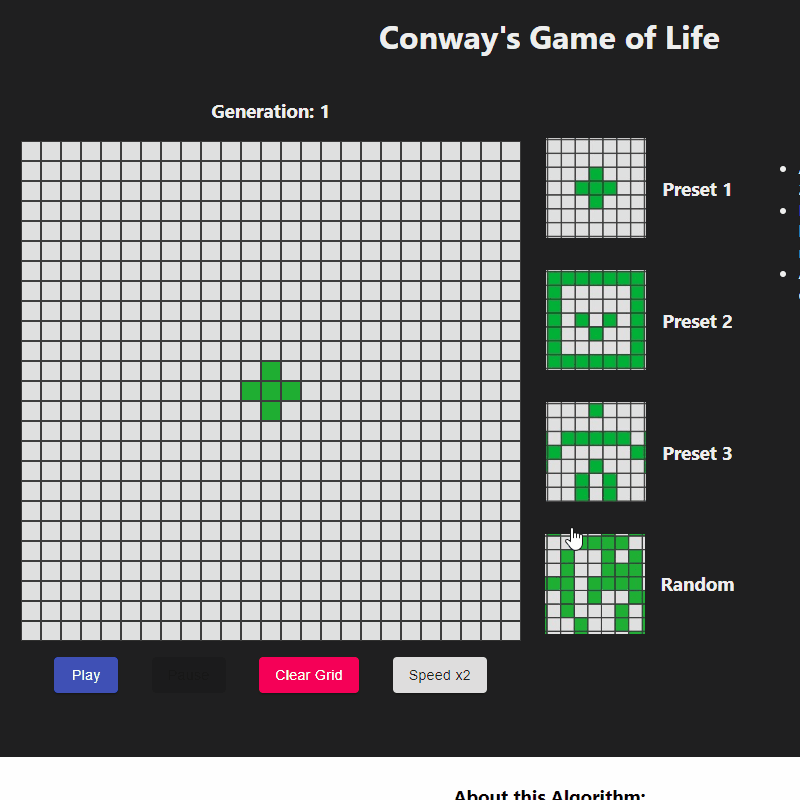 Conway's Game of Life
Generation: 1
Preset 1
Preset 2
Preset 3
Random
Play
Clear Grid
Speed x2
About this Algorithm: